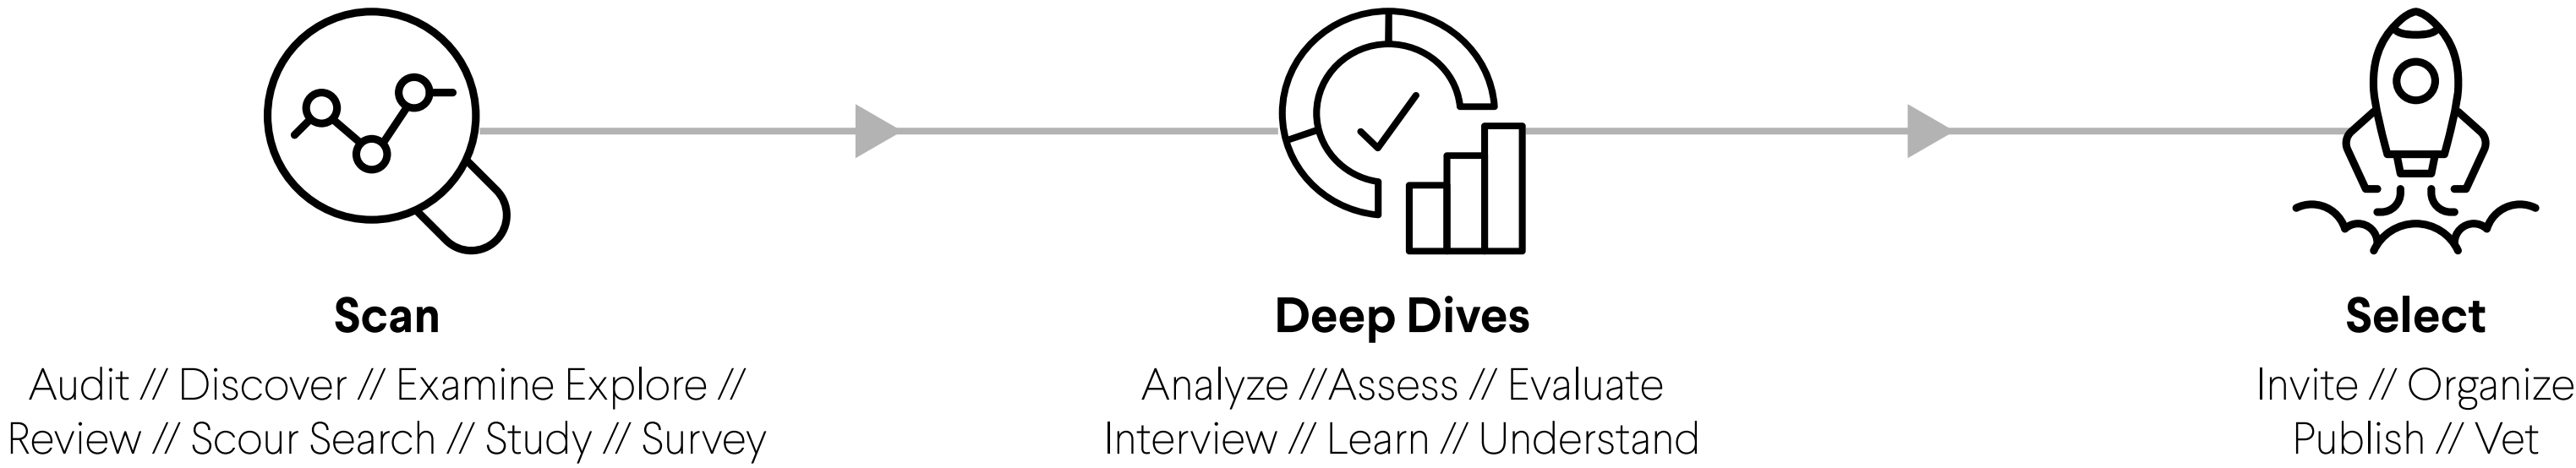 Scan
Audit // Discover // Examine Explore //
Review // Scour Search // Study // Survey
Deep Dives
Analyze //Assess // Evaluate
Interview // Learn // Understand
Select
Invite // Organize
Publish // Vet